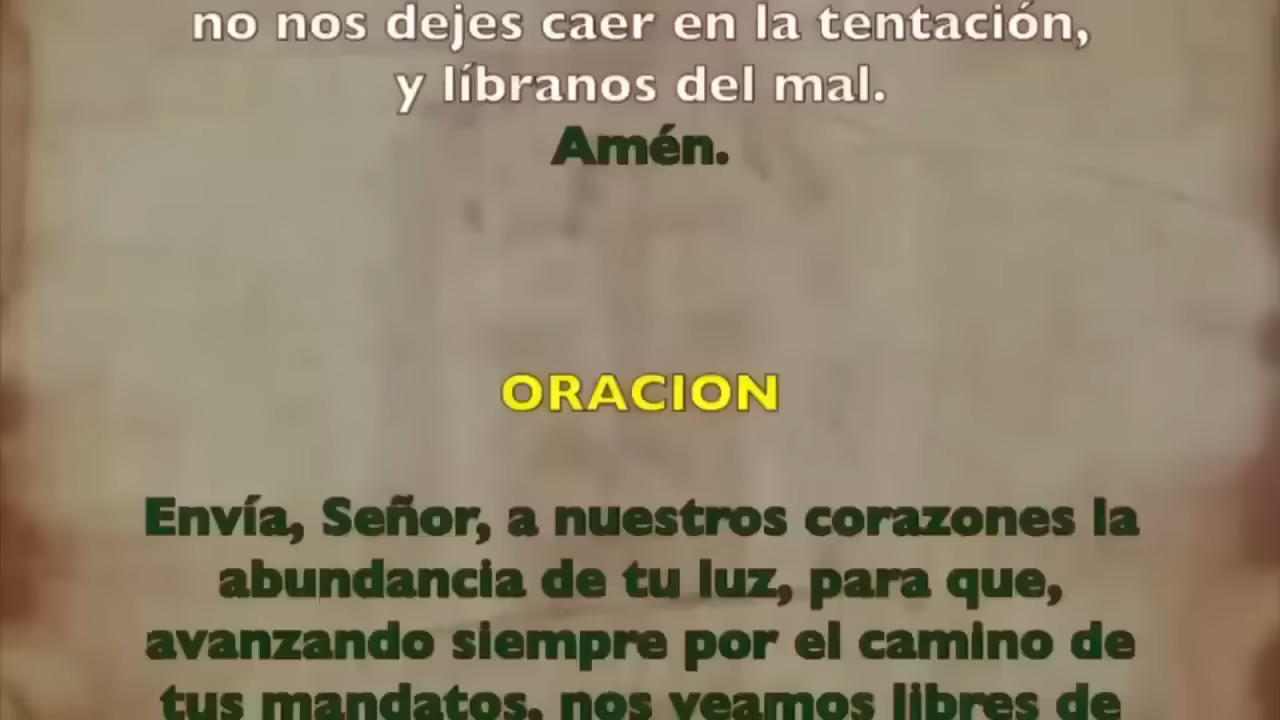 no nos dejes caer en la tentación,
y líbranos del mal.
Amén.
ORACION
Envía, Señor, a nuestros corazones la
abundancia de tu luz, para que,
avanzando siempre por el camino de
tus mandatos, nos veamos libres de